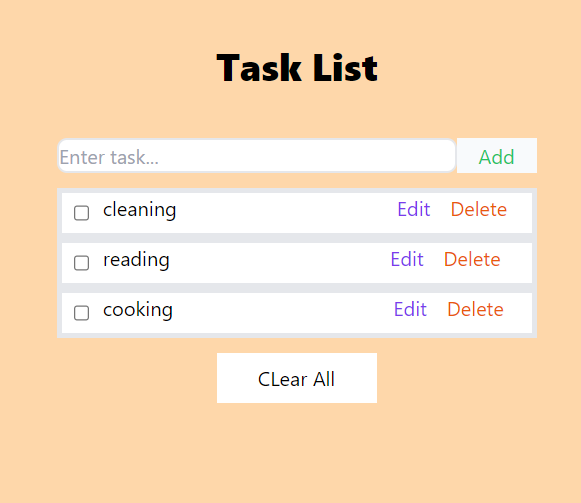 Task List
Enter task...
Add
cleaning Edit Delete
reading Edit Delete
cooking Edit Delete
CLear All